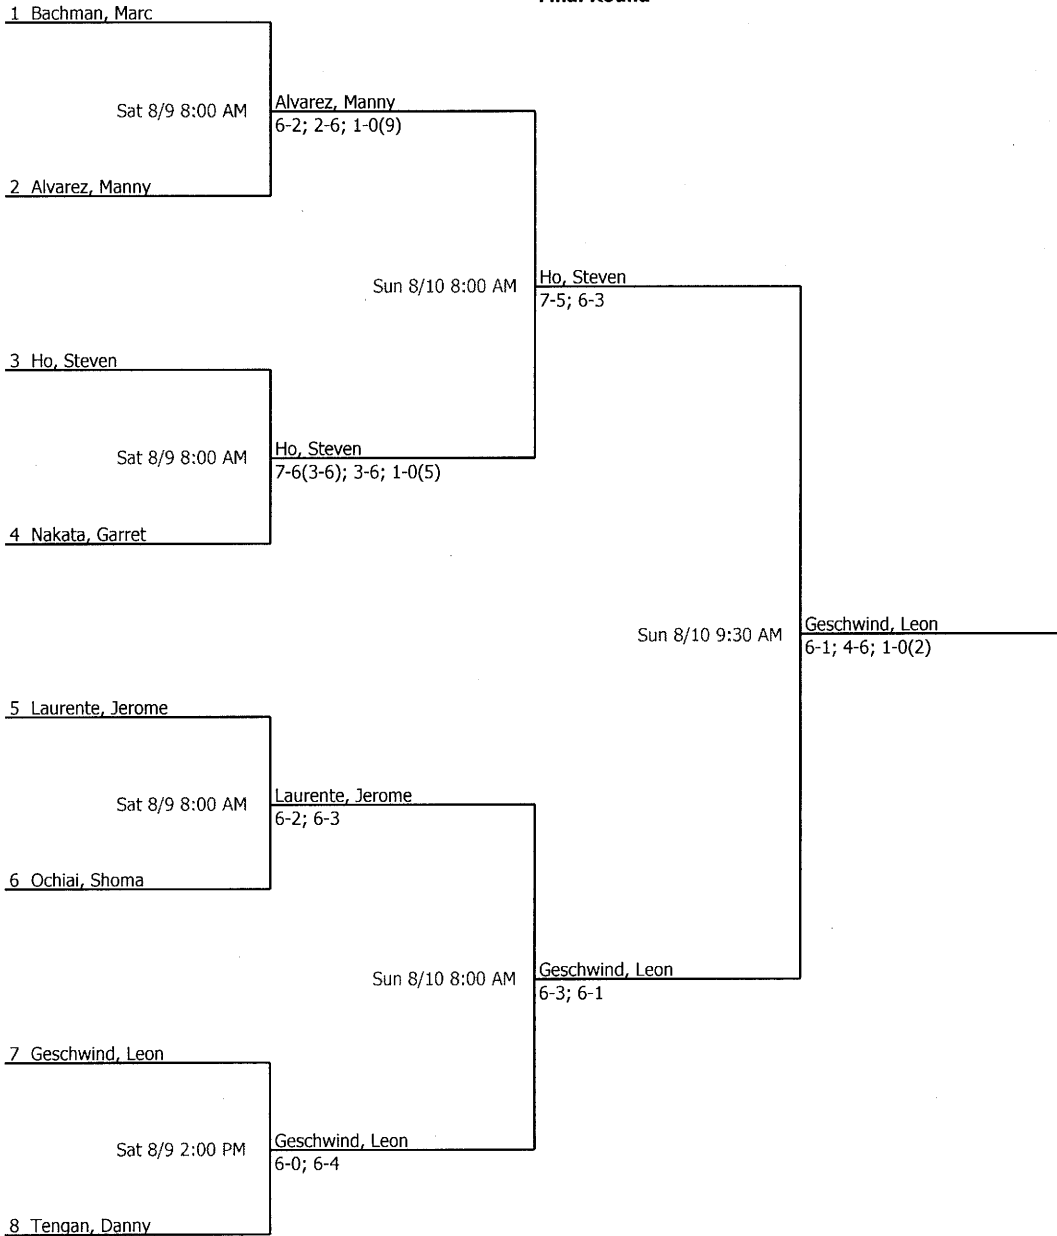 1 Bachman, Marc
Sat 8/9 8:00 AM
Alvarez, Manny
6-2; 2-6; 1-0(9)
2 Alvarez, Manny
Sun 8/10 8:00 AM
Ho, Steven
7-5; 6-3
3 Ho, Steven
Sat 8/9 8:00 AM
Ho, Steven
7-6(3-6); 3-6; 1-0(5)
4 Nakata, Garret
Sun 8/10 9:30 AM
Geschwind, Leon
6-1; 4-6; 1-0(2)
5 Laurente, Jerome
Sat 8/9 8:00 AM
Laurente, Jerome
6-2; 6-3
6 Ochiai, Shoma
Sun 8/10 8:00 AM
Geschwind, Leon
6-3; 6-1
7 Geschwind, Leon
Sat 8/9 2:00 PM
Geschwind, Leon
6-0; 6-4
8 Tengan, Danny